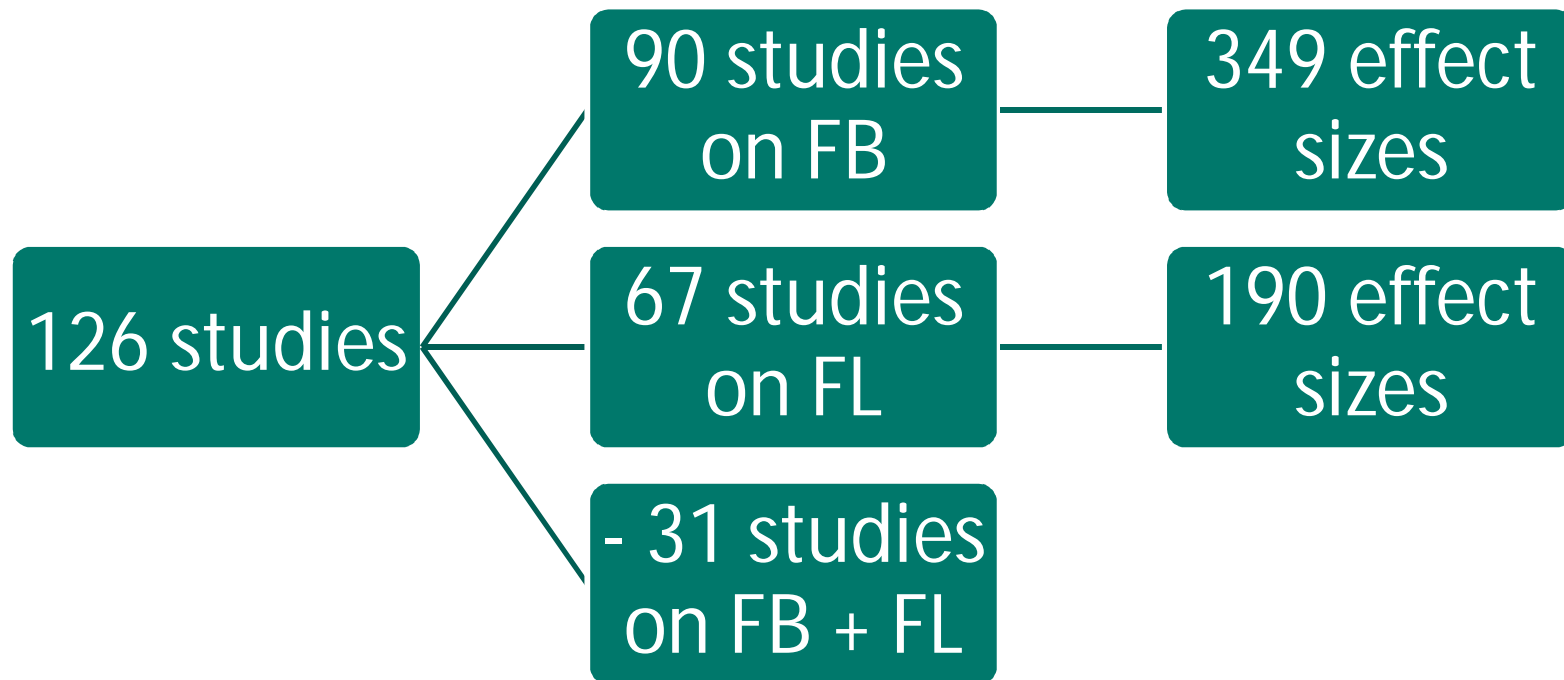 90 studies
on FB
349 effect
sizes
126 studies
67 studies
on FL
190 effect
sizes
- 31 studies
on FB + FL